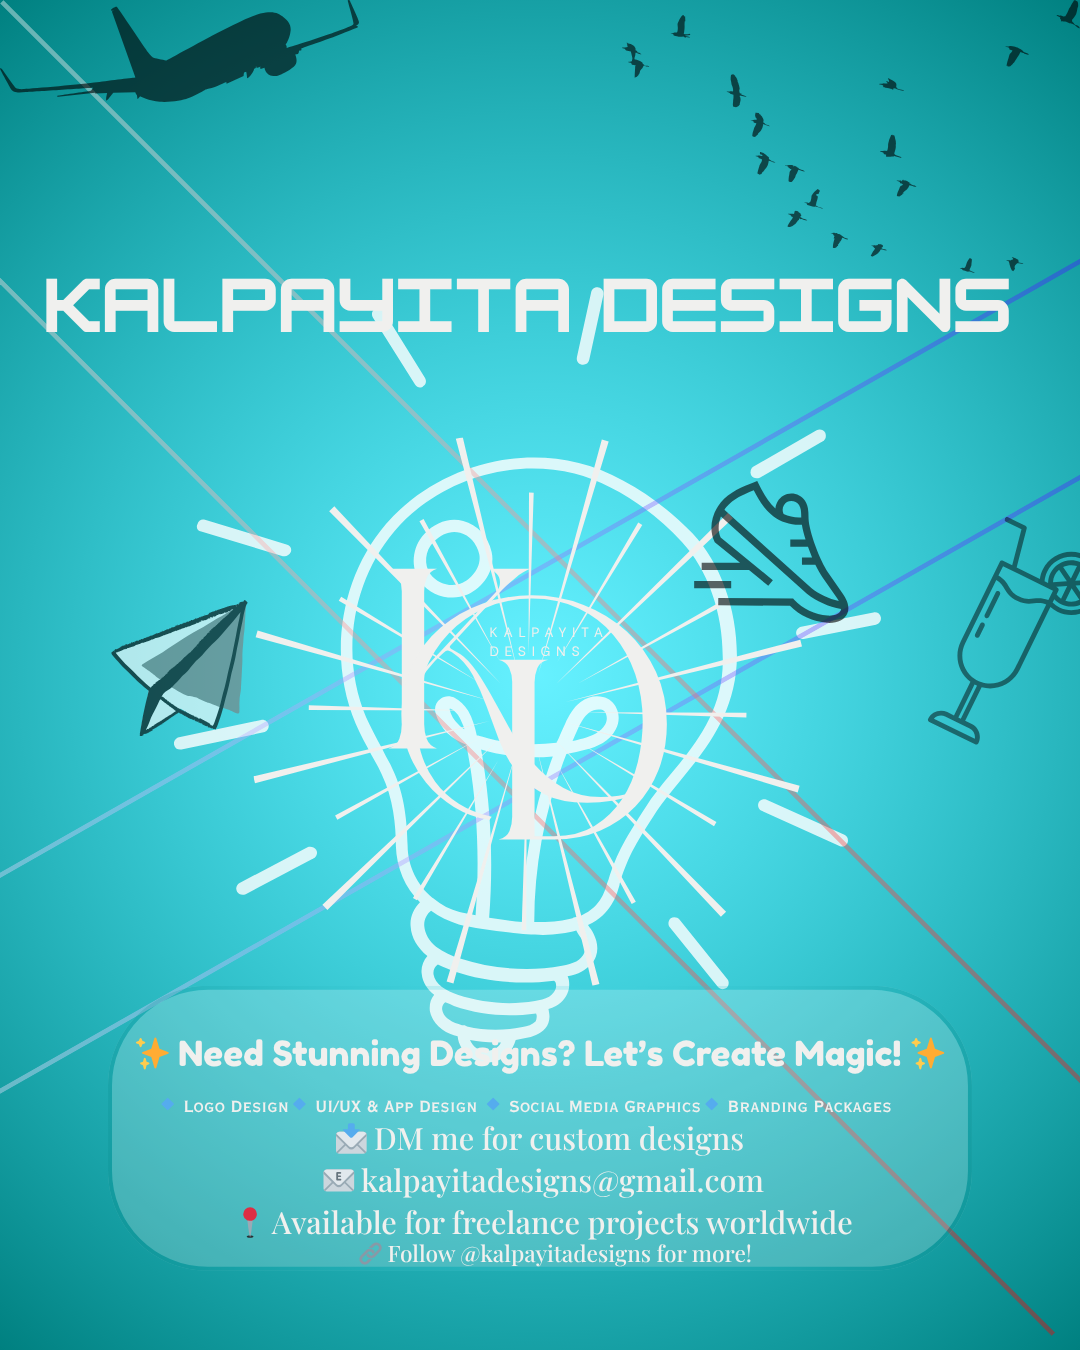 KALPAYITA DESIGNS
KD
KALPAYITA
DESIGNS
✨ Need Stunning Designs? Let’s Create Magic! ✨
🔹 Logo Design 🔹 UI/UX & App Design 🔹 Social Media Graphics 🔹 Branding Packages
📩 DM me for custom designs
📧 kalpayitadesigns@gmail.com
📍 Available for freelance projects worldwide
🔗 Follow @kalpayitadesigns for more!